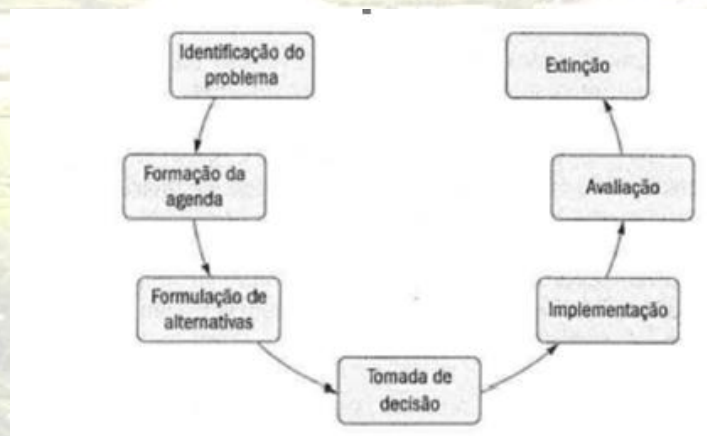 Identificação do
problema
Formação da
agenda
Formulação de
alternativas
Tomada de
decisão
Implementação
Avaliação
Extinção